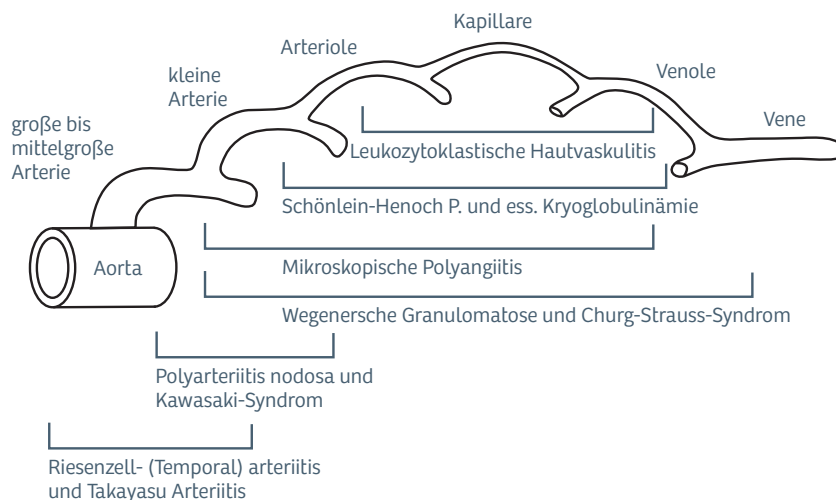 Kapillare
Arteriole
Venole
kleine
Arterie
Vene
große bis
mittelgroße
Arterie
Leukozytoklastische Hautvaskulitis
Schönlein-Henoch P. und ess. Kryoglobulinämie
Aorta
Mikroskopische Polyangiitis
Wegenersche Granulomatose und Churg-Strauss-Syndrom
Polyarteriitis nodosa und
Kawasaki-Syndrom
Riesenzell- (Temporal) arteriitis
und Takayasu Arteriitis